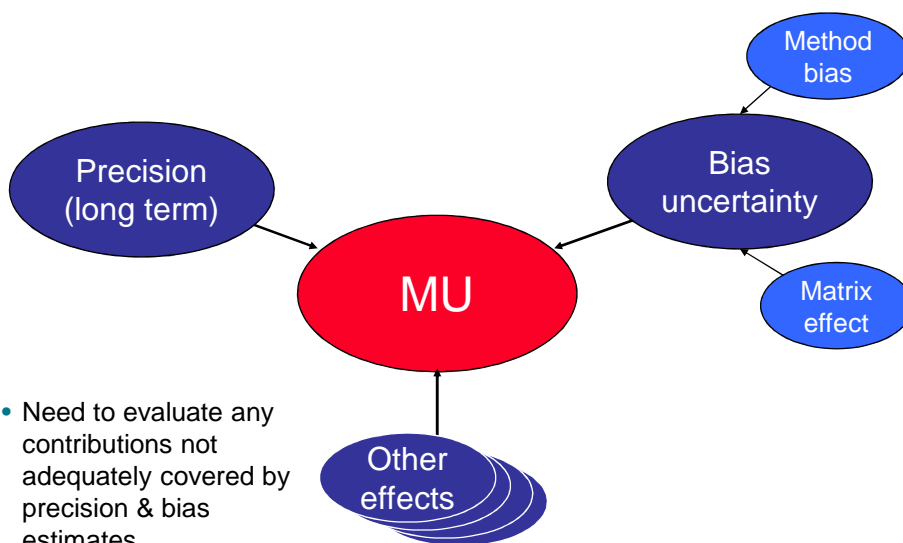 Method
bias
Precision
(long term)
Bias
uncertainty
MU
Matrix
effect
• Need to evaluate any
contributions not
adequately covered by
precision & bias
estimates
Other
effects